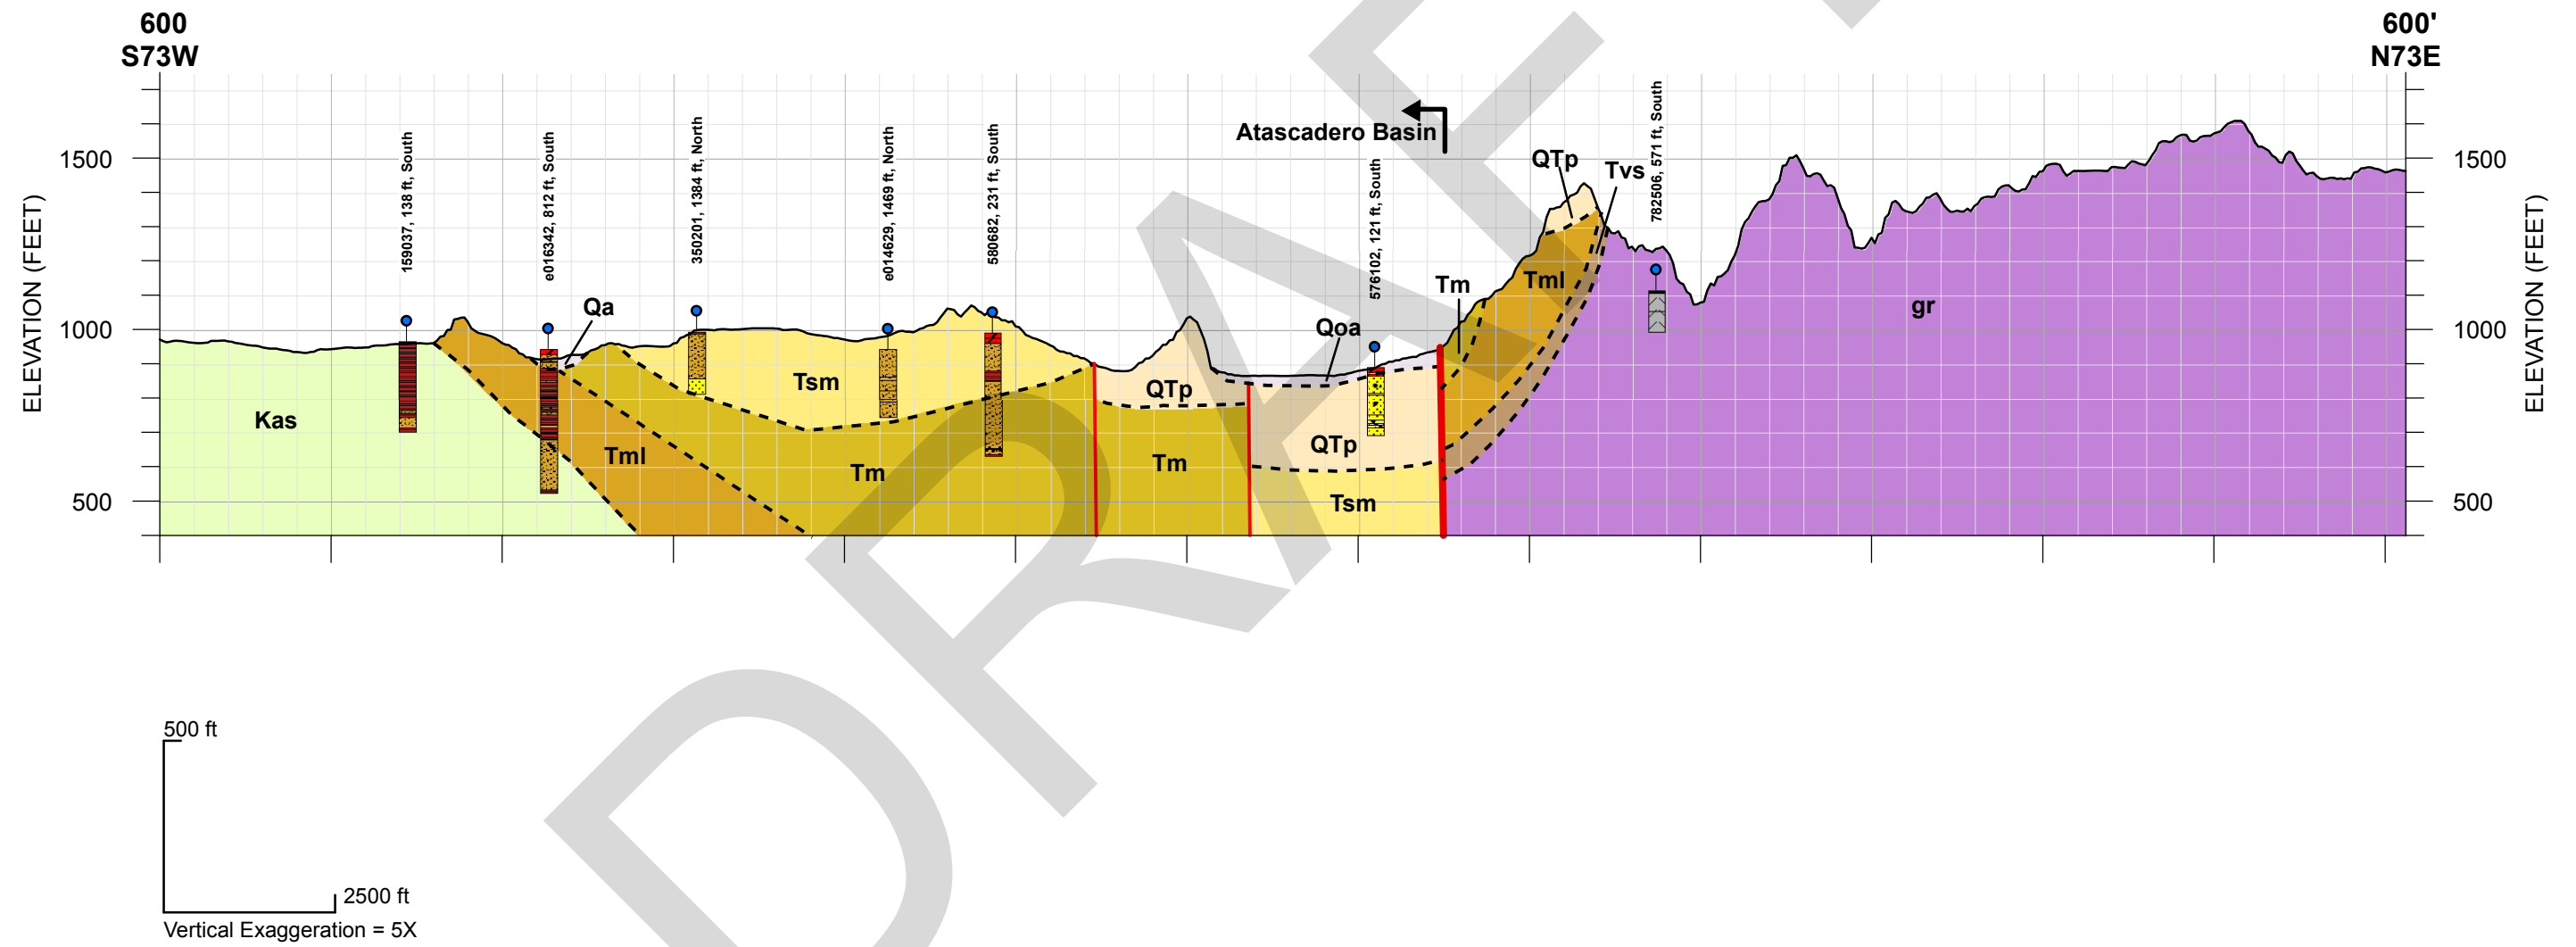 600
S73W
600'
N73E
159037, 138 ft, South
e016342, 812 ft, South
350201, 1384 ft, North
e014629, 1469 ft, North
580682, 231 ft, South
576102, 121 ft, South
782506, 571 ft, South
Atascadero Basin
ELEVATION (FEET)
1500
1000
500
ELEVATION (FEET)
1500
1000
500
QTp
Tvs
Qa
Tm
Tml
Qoa
gr
Kas
Tsm
QTp
Tml
Tm
Tm
QTp
Tsm
DRAFT
500 ft
2500 ft
Vertical Exaggeration = 5X